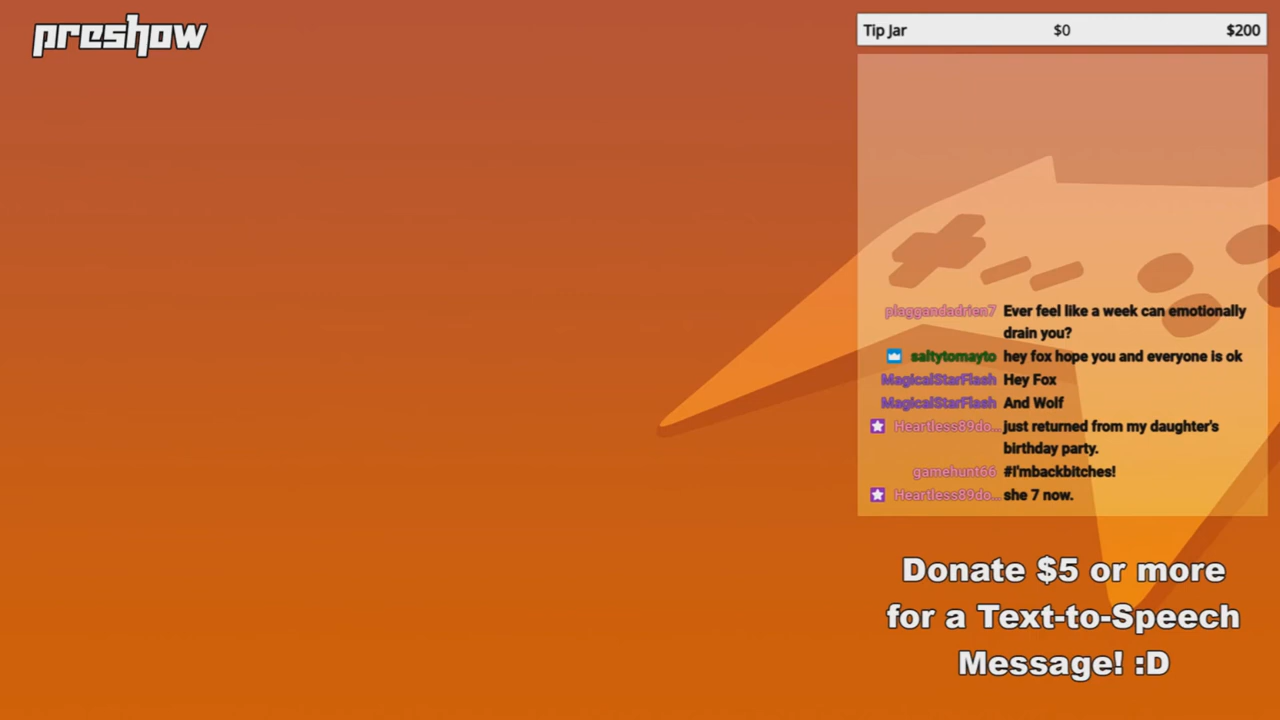 preshow
Tip Jar $0 $200
plaggandadrien7 Ever feel like a week can emotionally
drain you?
saltytomayto hey fox hope you and everyone is ok
MagicalStarFlash Hey Fox
MagicalStarFlash And Wolf
Heartless89do... just returned from my daughter's
birthday party.
gamehunt66 #I'mbackbitches!
Heartless89do... she 7 now.
Donate $5 or more
for a Text-to-Speech
Message! :D